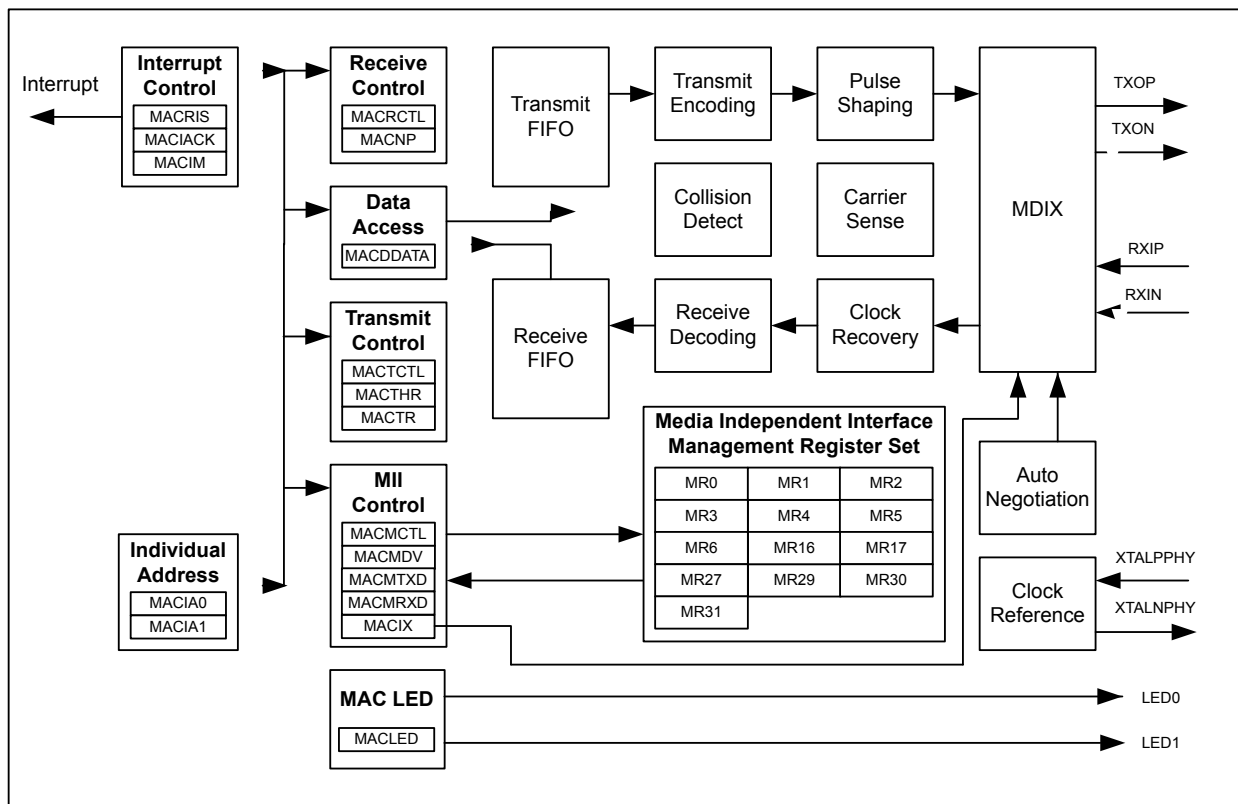 Interrupt
Interrupt
Control
MACRIS
MACIACK
MACIM
Receive
Control
MACRCTL
MACNP
Transmit
FIFO
Transmit
Encoding
Pulse
Shaping
MDIX
TXOP
TXON
RXIP
RXIN
Data
Access
MACDDATA
Collision
Detect
Carrier
Sense
Transmit
Control
MACTCTL
MACTHR
MACTR
Receive
FIFO
Receive
Decoding
Clock
Recovery
Individual
Address
MACIA0
MACIA1
MII
Control
MACMCTL
MACMDV
MACMTXD
MACMRXD
MACIX
Media Independent Interface
Management Register Set
MR0 MR1 MR2
MR3 MR4 MR5
MR6 MR16 MR17
MR27 MR29 MR30
MR31
Auto
Negotiation
Clock
Reference
XTALPPHY
XTALNPHY
MAC LED
MACLED
LED0
LED1